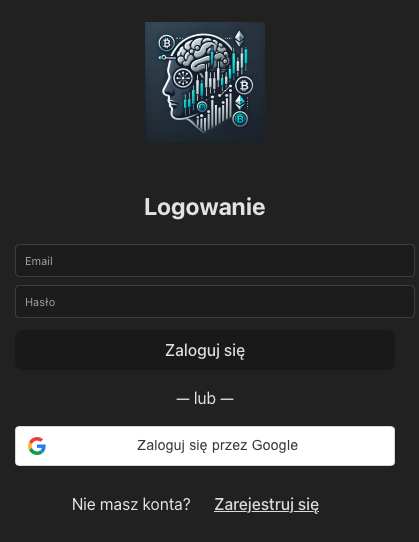 Logowanie
Email
Hasło
Zaloguj się
— lub —
Zaloguj się przez Google
Nie masz konta? Zarejestruj się